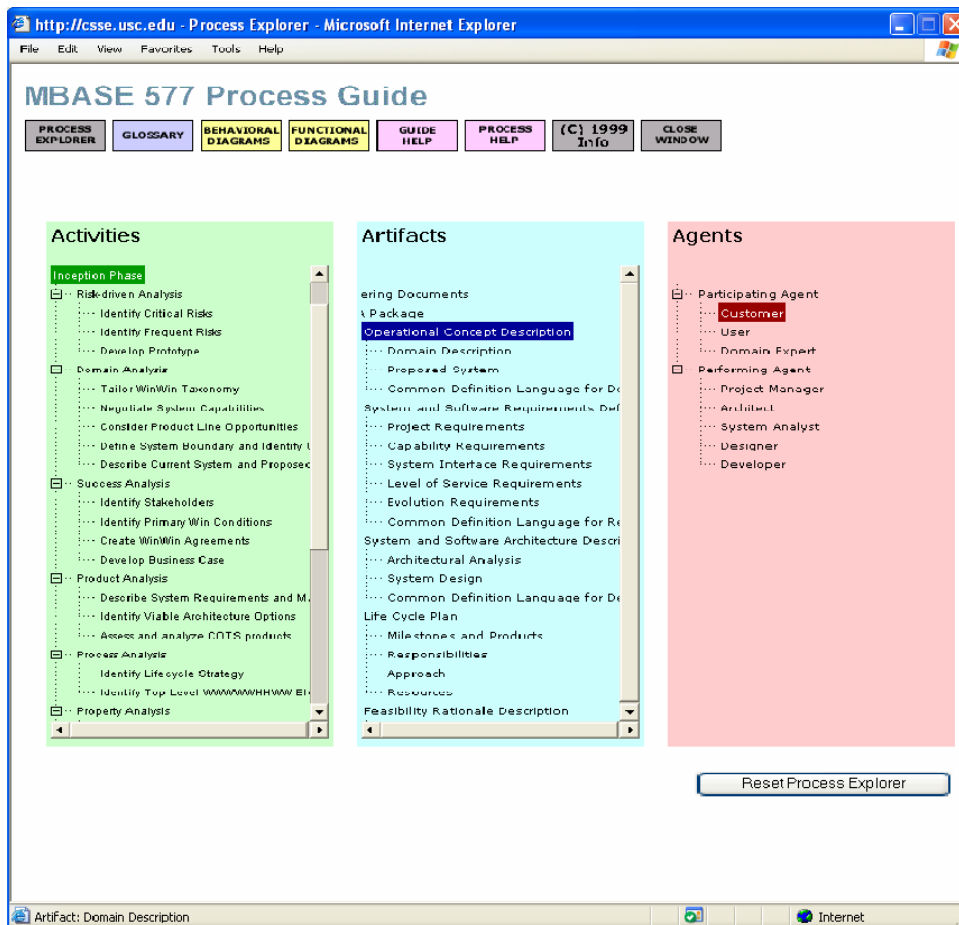 http://csse.usc.edu - Process Explorer - Microsoft Internet Explorer
File Edit View Favorites Tools Help
MBASE 577 Process Guide
PROCESS EXPLORER
GLOSSARY
BEHAVIORAL DIAGRAMS
FUNCTIONAL DIAGRAMS
GUIDE HELP
PROCESS HELP
(C) 1999 Info
CLOSE WINDOW
Activities
Inception Phase
Risk-driven Analysis
Identify Critical Risks
Identify Frequent Risks
Develop Prototype
Domain Analysis
Tailor WinWin Taxonomy
Negotiate System Capabilities
Consider Product Line Opportunities
Define System Boundary and Identify
Describe Current System and Proposed
Success Analysis
Identify Stakeholders
Identify Primary Win Conditions
Create WinWin Agreements
Develop Business Case
Product Analysis
Describe System Requirements and M.
Identify Viable Architecture Options
Assess and analyze COTS products
Process Analysis
Identify Lifecycle Strategy
Identify Top Level
Property Analysis
Artifacts
ering Documents
Package
Operational Concept Description
Domain Description
Proposed System
Common Definition Language for Do
System and Software Requirements Def
Project Requirements
Capability Requirements
System Interface Requirements
Level of Service Requirements
Evolution Requirements
Common Definition Language for Re
System and Software Architecture Descri
Architectural Analysis
System Design
Common Definition Language for De
Life Cycle Plan
Milestones and Products
Responsibilities
Approach
Resources
Feasibility Rationale Description
Agents
Participating Agent
Customer
User
Domain Expert
Performing Agent
Project Manager
Architect
System Analyst
Designer
Developer
Reset Process Explorer
Artifact: Domain Description
Internet